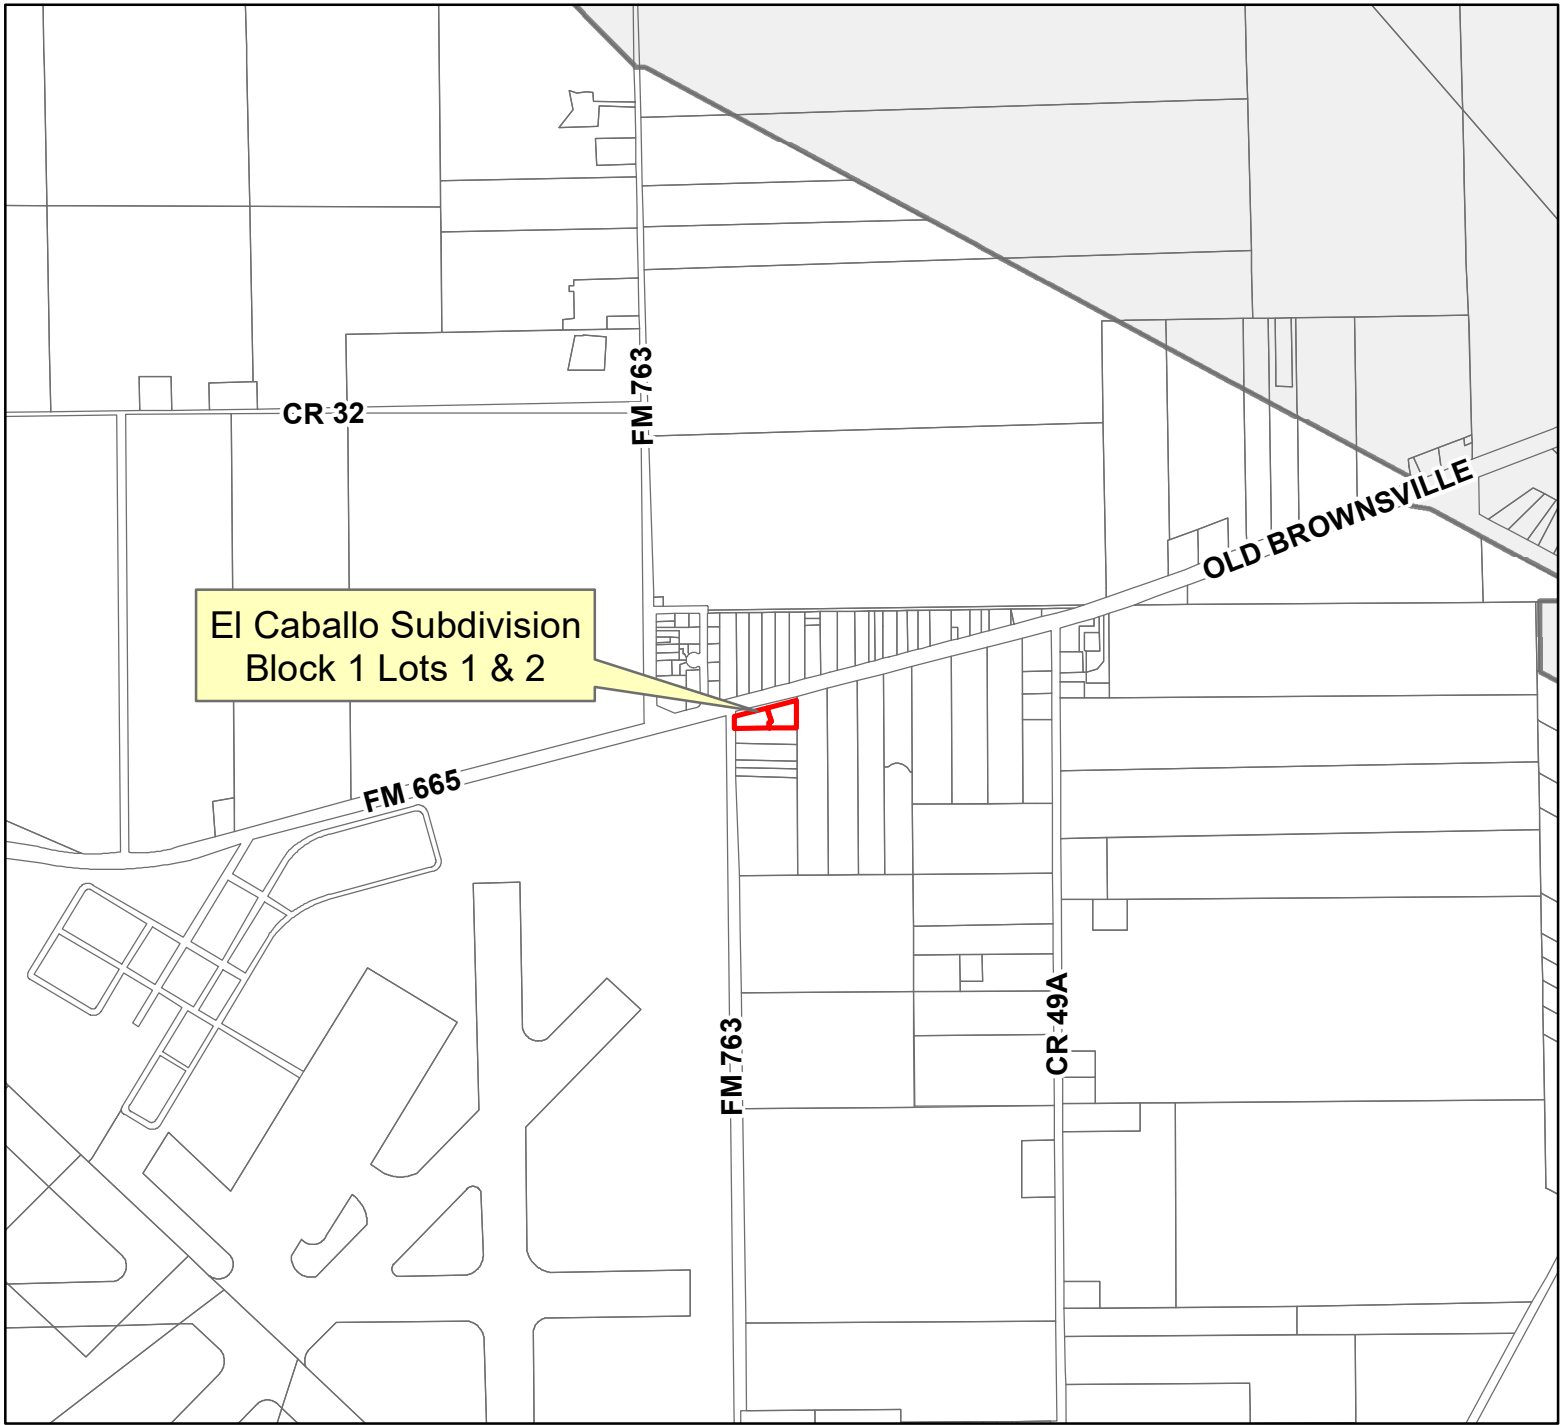 FM 763
CR 32
OLD BROWNSVILLE
El Caballo Subdivision
Block 1 Lots 1 & 2
FM 665
CR 49A
FM 763